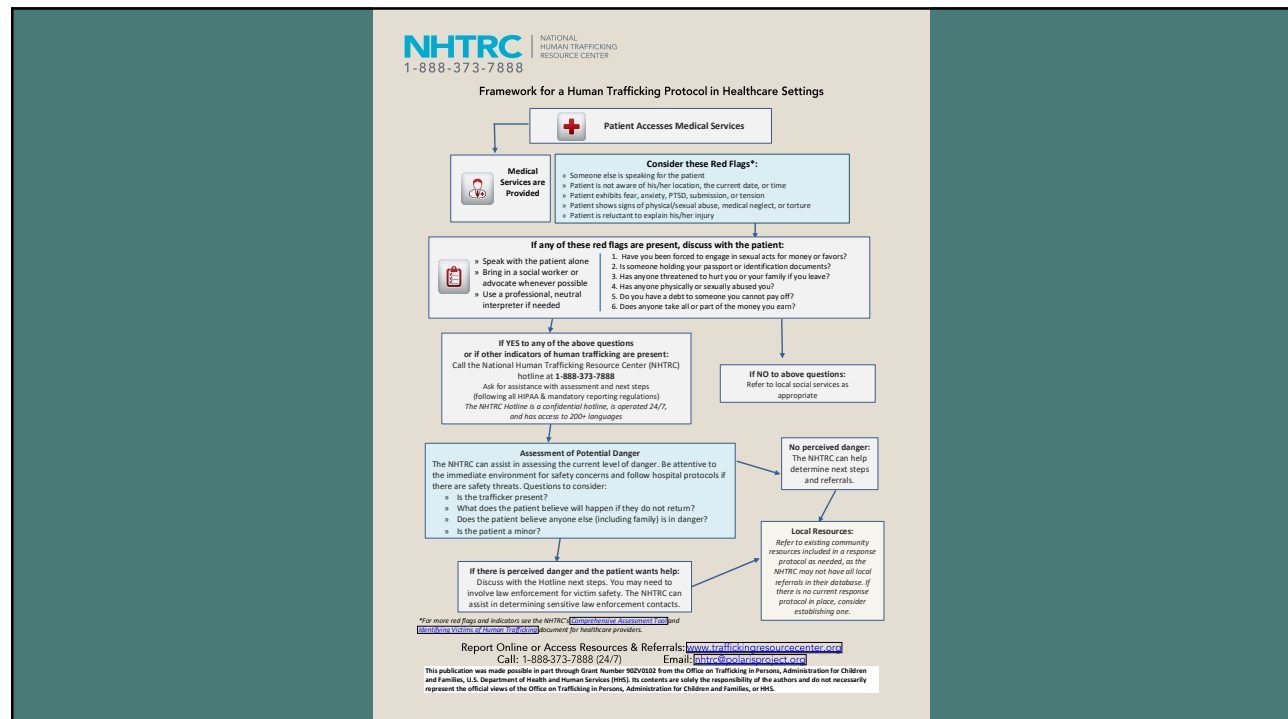 NHTRC
NATIONAL
HUMAN TRAFFICKING
RESOURCE CENTER
1-888-373-7888
Framework for a Human Trafficking Protocol in Healthcare Settings
Patient Accesses Medical Services
Medical
Services are
Provided
Consider these Red Flags*:
» Someone else is speaking for the patient
» Patient is not aware of his/her location, the current date, or time
» Patient exhibits fear, anxiety, PTSD, submission, or tension
» Patient shows signs of physical/sexual abuse, medical neglect, or torture
» Patient is reluctant to explain his/her injury
If any of these red flags are present, discuss with the patient:
» Speak with the patient alone
» Bring in a social worker or
advocate whenever possible
» Use a professional, neutral
interpreter if needed
1. Have you been forced to engage in sexual acts for money or favors?
2. Is someone holding your passport or identification documents?
3. Has anyone threatened to hurt you or your family if you leave?
4. Has anyone physically or sexually abused you?
5. Do you have a debt to someone you cannot pay off?
6. Does anyone take all or part of the money you earn?
If YES to any of the above questions
or if other indicators of human trafficking are present:
Call the National Human Trafficking Resource Center (NHTRC)
hotline at 1-888-373-7888
Ask for assistance with assessment and next steps
(following all HIPAA & mandatory reporting regulations)
The NHTRC Hotline is a confidential hotline, is operated 24/7,
and has access to 200+ languages
If NO to above questions:
Refer to local social services as
appropriate
Assessment of Potential Danger
The NHTRC can assist in assessing the current level of danger. Be attentive to
the immediate environment for safety concerns and follow hospital protocols if
there are safety threats. Questions to consider:
» Is the trafficker present?
» What does the patient believe will happen if they do not return?
» Does the patient believe anyone else (including family) is in danger?
» Is the patient a minor?
No perceived danger:
The NHTRC can help
determine next steps
and referrals.
Local Resources:
Refer to existing community
resources included in a response
protocol as needed, as the
NHTRC may not have all local
referrals in their database. If
there is no current response
protocol in place, consider
establishing one.
If there is perceived danger and the patient wants help:
Discuss with the Hotline next steps. You may need to
involve law enforcement for victim safety. The NHTRC can
assist in determining sensitive law enforcement contacts.
*For more red flags and indicators see the NHTRC's Comprehensive Assessment Tool and
Identifying Victims of Human Trafficking document for healthcare providers.
Report Online or Access Resources & Referrals: www.traffickingresourcecenter.org
Call: 1-888-373-7888 (24/7) Email: nhtrc@polarisproject.org
This publication was made possible in part through Grant Number 90ZV0102 from the Office on Trafficking in Persons, Administration for Children
and Families, U.S. Department of Health and Human Services (HHS). Its contents are solely the responsibility of the authors and do not necessarily
represent the official views of the Office on Trafficking in Persons, Administration for Children and Families, or HHS.